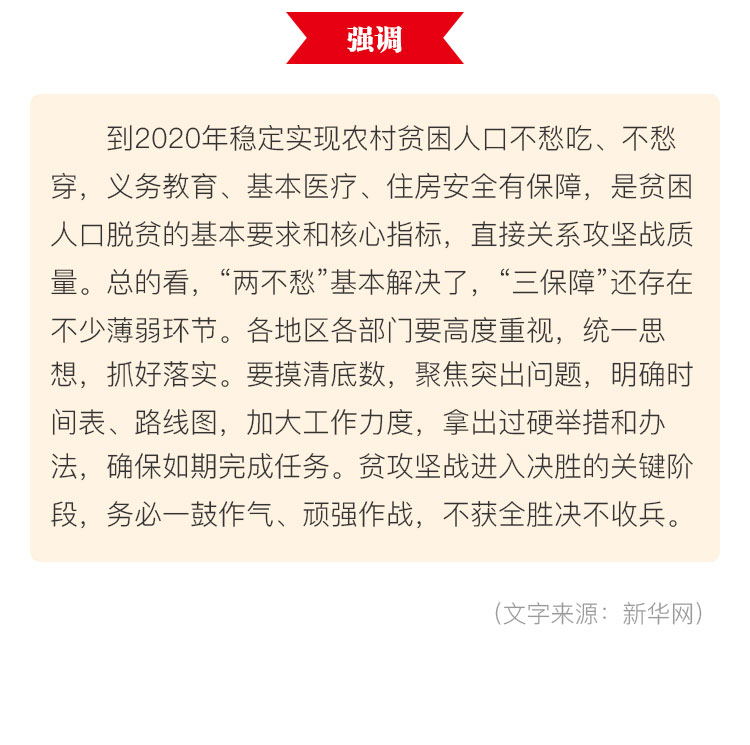 强调
到2020年稳定实现农村贫困人口不愁吃、不愁
穿，义务教育、基本医疗、住房安全有保障，是贫困
人口脱贫的基本要求和核心指标，直接关系攻坚战质
量。总的看，“两不愁”基本解决了，“三保障”还存在
不少薄弱环节。各地区各部门要高度重视，统一思
想，抓好落实。要摸清底数，聚焦突出问题，明确时
间表、路线图，加大工作力度，拿出过硬举措和办
法，确保如期完成任务。贫攻坚战进入决胜的关键阶
段，务必一鼓作气、顽强作战，不获全胜决不收兵。
（文字来源：新华网）